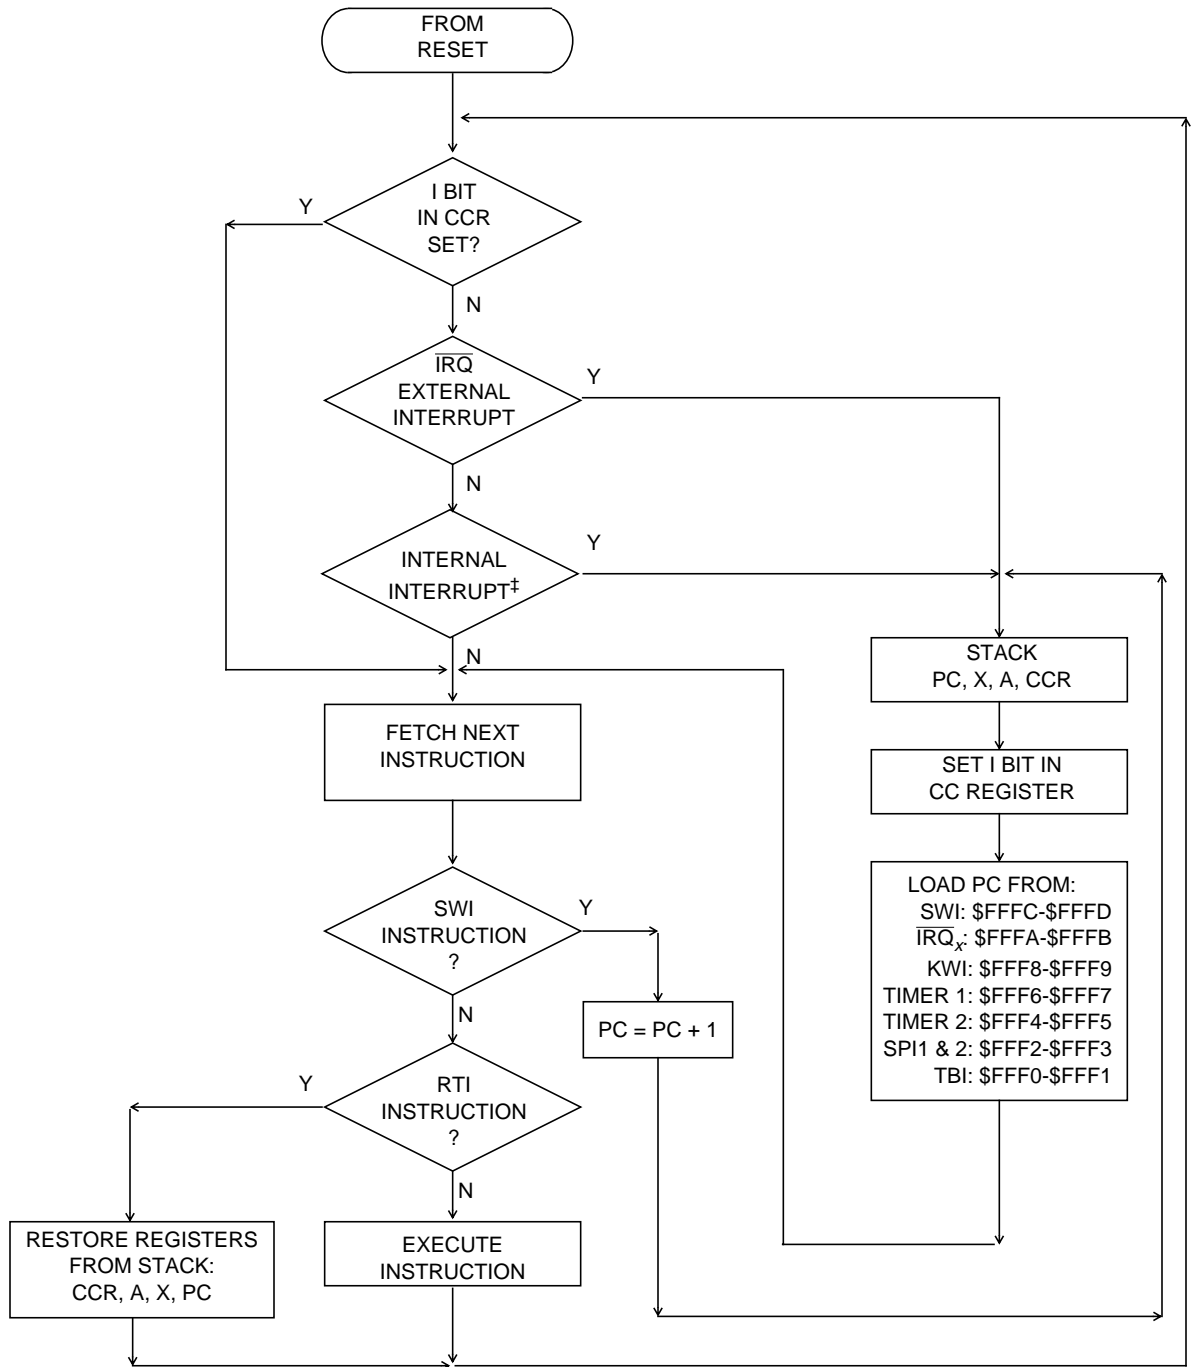 FROM
RESET
Y
I BIT
IN CCR
SET?
N
IRQ
EXTERNAL
INTERRUPT
Y
N
INTERNAL
INTERRUPT‡
Y
N
STACK
PC, X, A, CCR
FETCH NEXT
INSTRUCTION
SET I BIT IN
CC REGISTER
LOAD PC FROM:
SWI: $FFFC-$FFFD
IRQx: $FFFA-$FFFB
KWI: $FFF8-$FFF9
TIMER 1: $FFF6-$FFF7
TIMER 2: $FFF4-$FFF5
SPI1 & 2: $FFF2-$FFF3
TBI: $FFF0-$FFF1
SWI
INSTRUCTION
?
Y
N
PC = PC + 1
Y
RTI
INSTRUCTION
?
N
RESTORE REGISTERS
FROM STACK:
CCR, A, X, PC
EXECUTE
INSTRUCTION